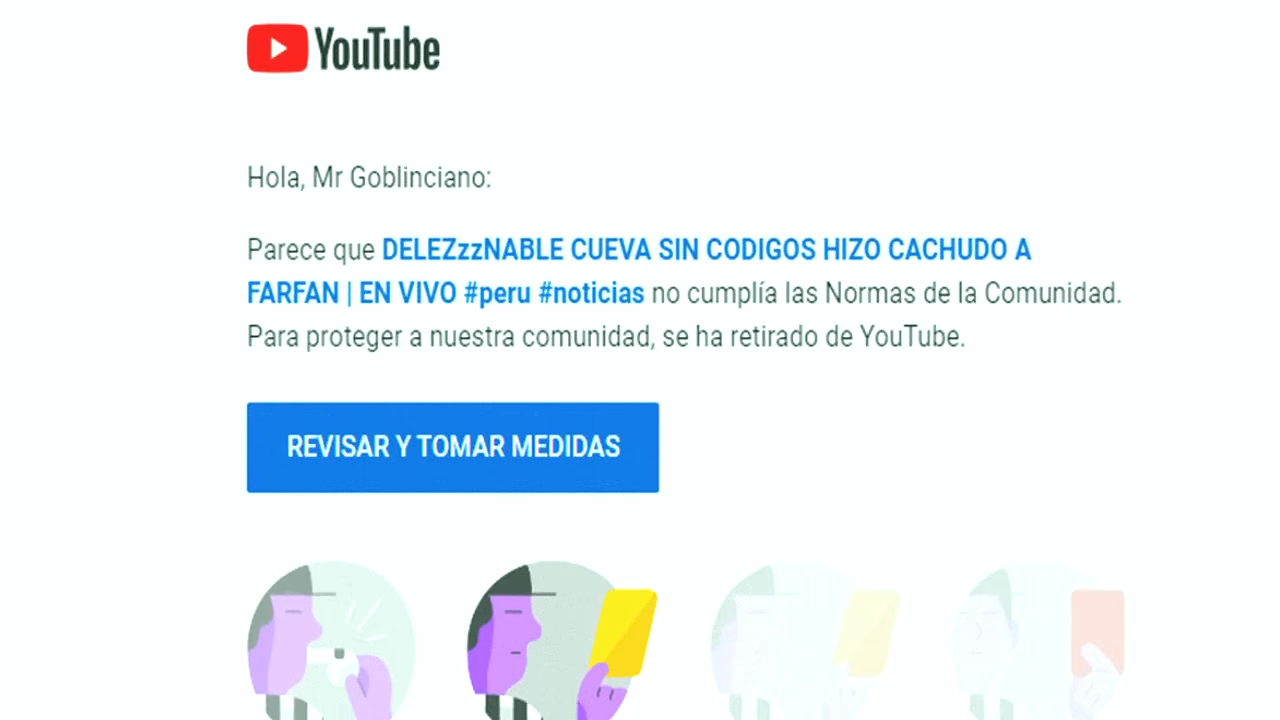 YouTube
Hola, Mr Goblinciano:
Parece que DELEZzzNABLE CUEVA SIN CODIGOS HIZO CACHUDO A
FARFAN | EN VIVO #peru #noticias no cumplía las Normas de la Comunidad.
Para proteger a nuestra comunidad, se ha retirado de YouTube.
REVISAR Y TOMAR MEDIDAS